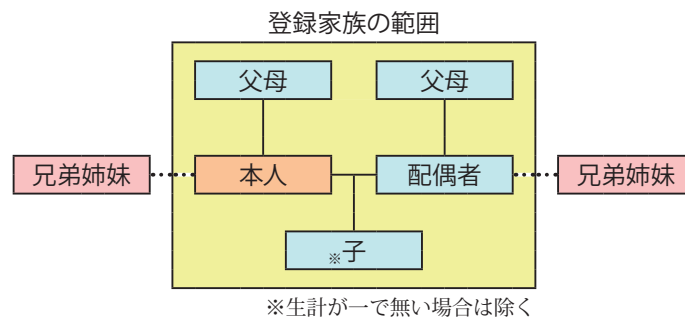 登録家族の範囲
父母
父母
兄弟姉妹
本人
配偶者
兄弟姉妹
※子
※生計が一で無い場合は除く